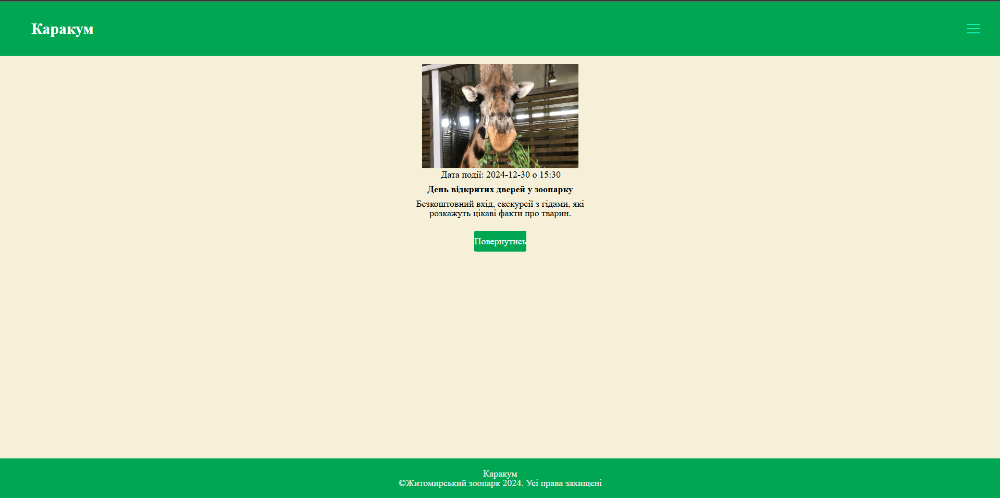 Каракум
Дата події: 2024-12-30 о 15:30
День відкритих дверей у зоопарку
Безкоштовний вхід, екскурсії з гідами, які
розкажуть цікаві факти про тварин.
Повернутись
Каракум
©Житомирський зоопарк 2024. Усі права захищені